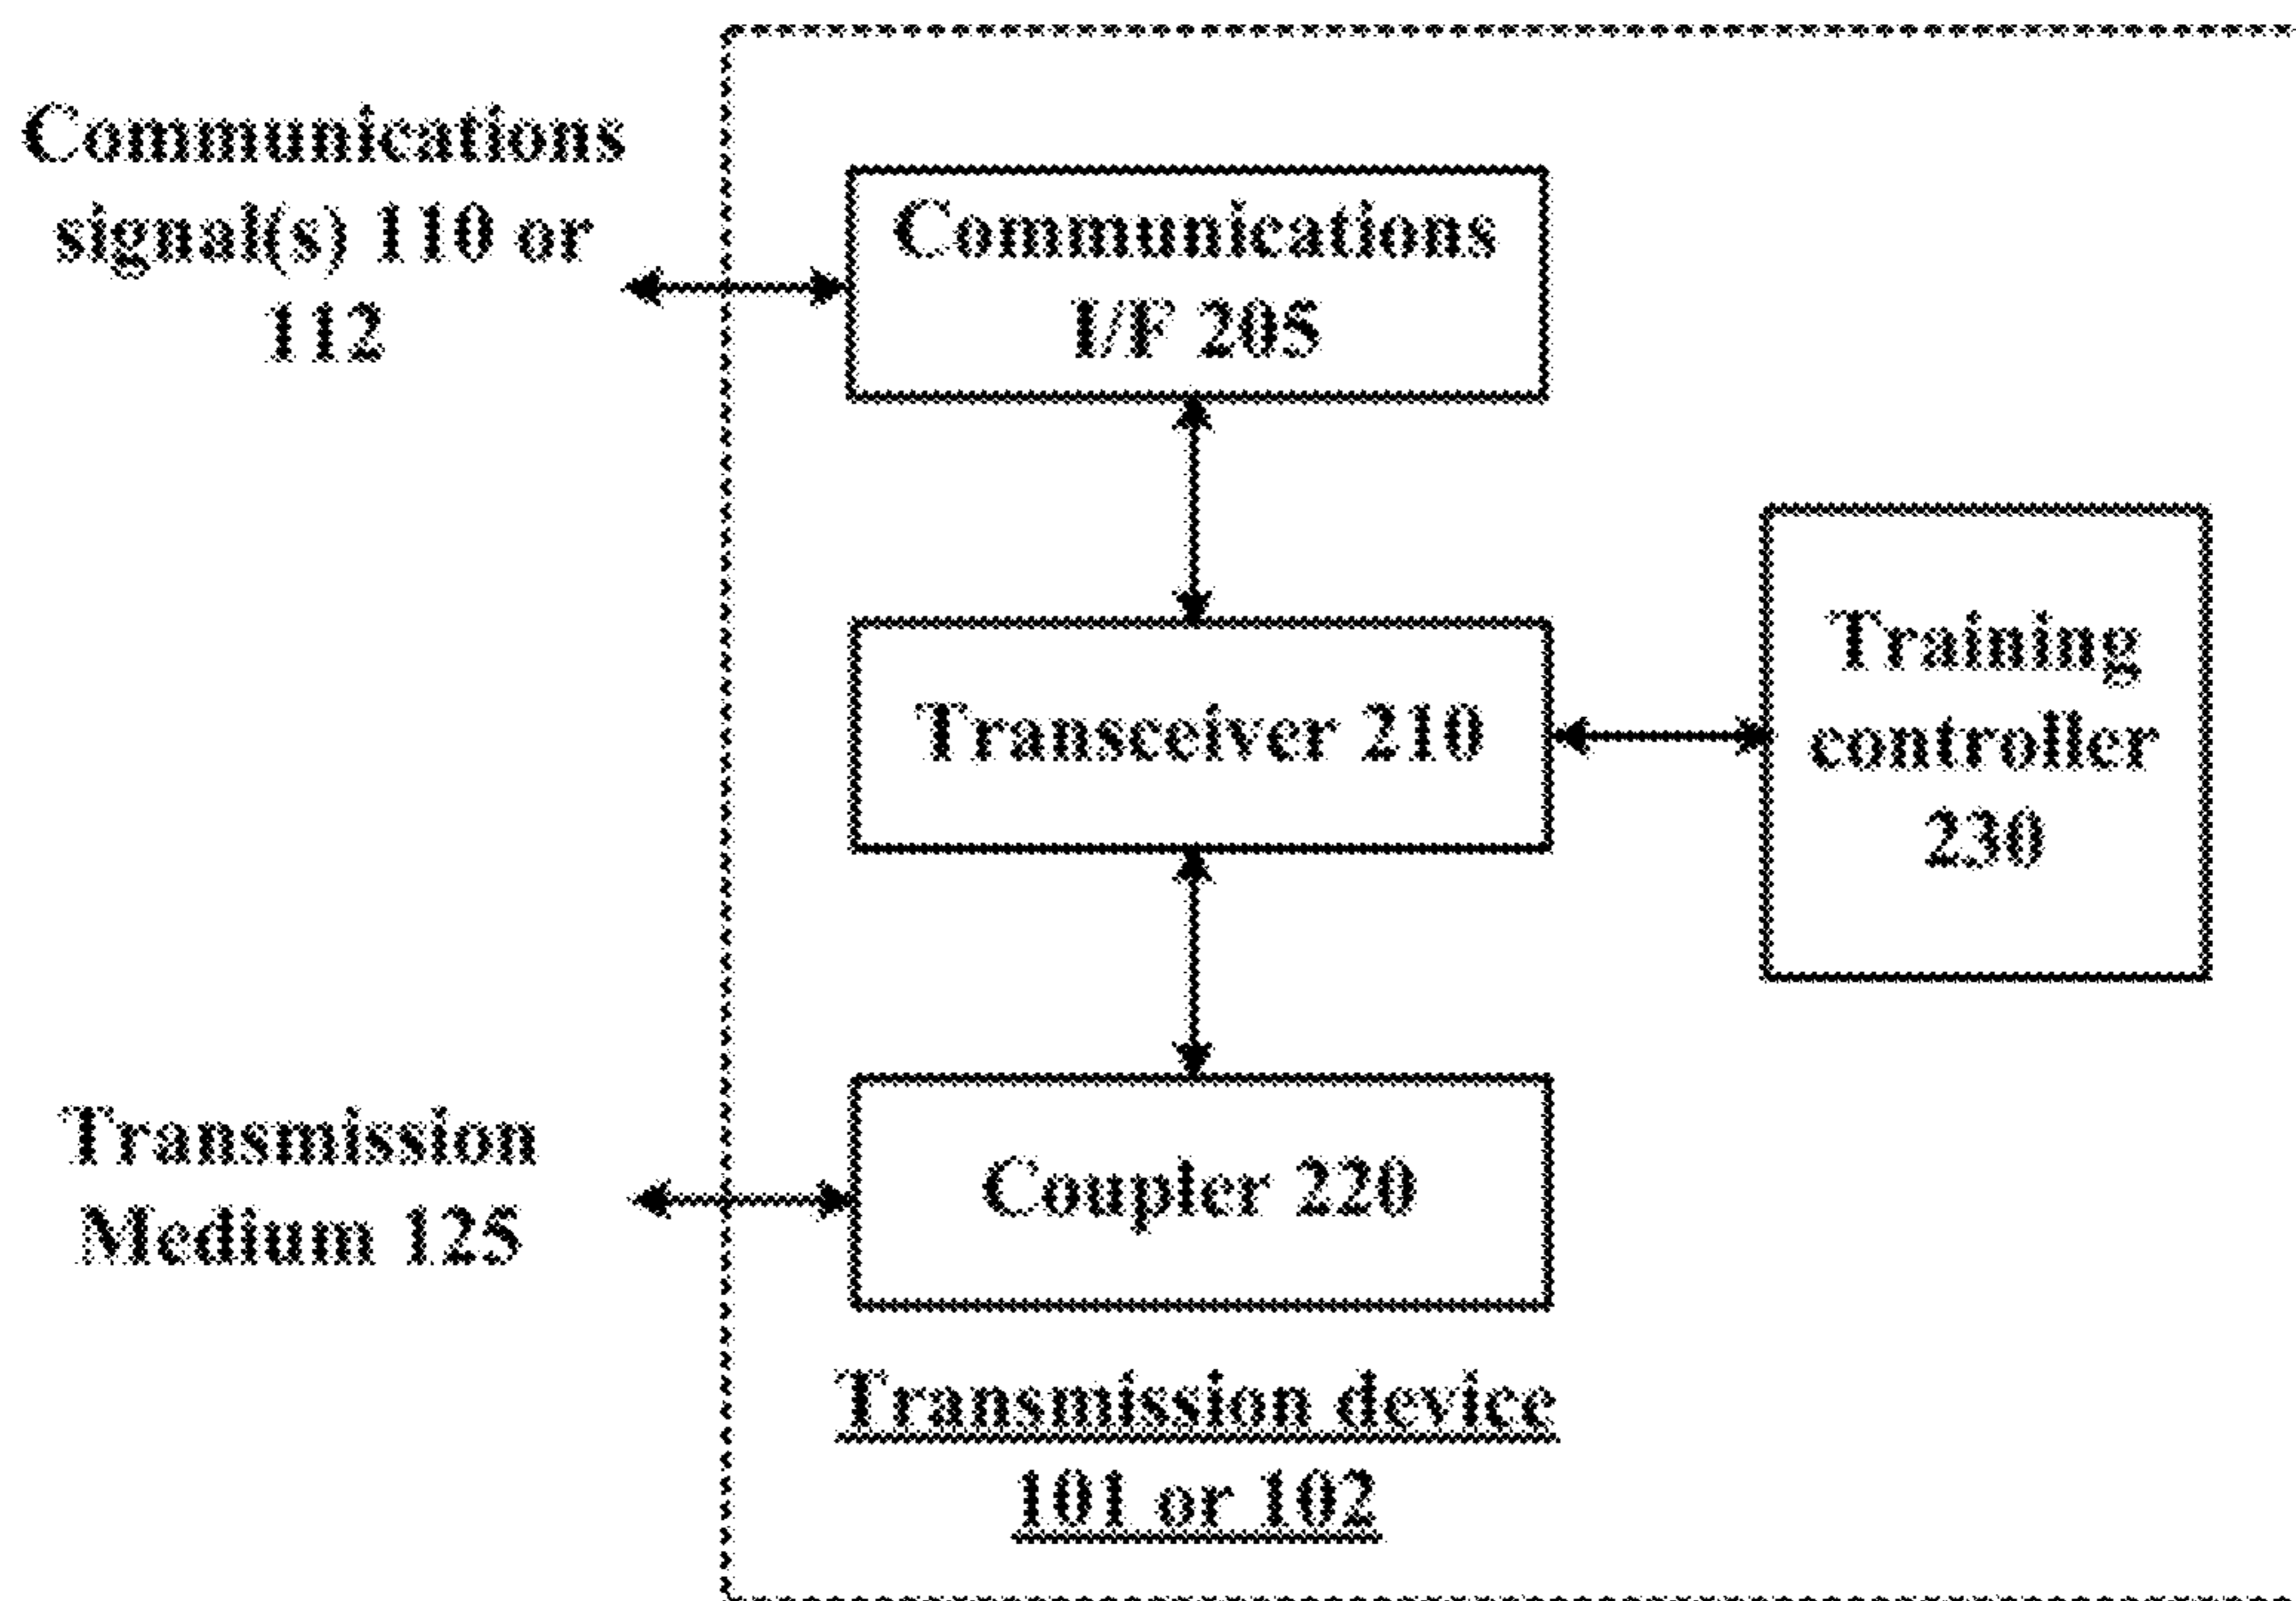 Communications
signal(s) 110 or
112
Communications
I/F 205
Transceiver 210
Training
controller
230
Transmission
Medium 125
Coupler 220
Transmission device
101 or 102